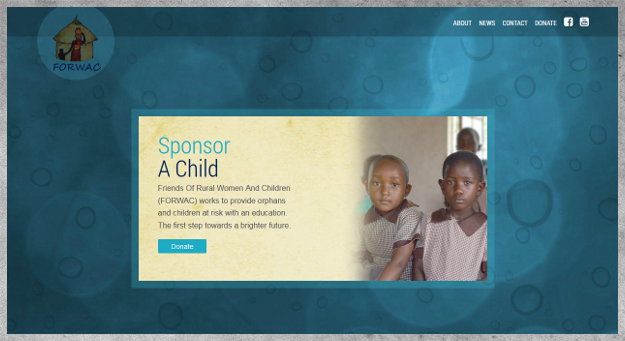 ABOUT NEWS CONTACT DONATE
FORWAC
Sponsor
A Child
Friends Of Rural Women And Children
(FORWAC) works to provide orphans
and children at risk with an education.
The first step towards a brighter future.
Donate